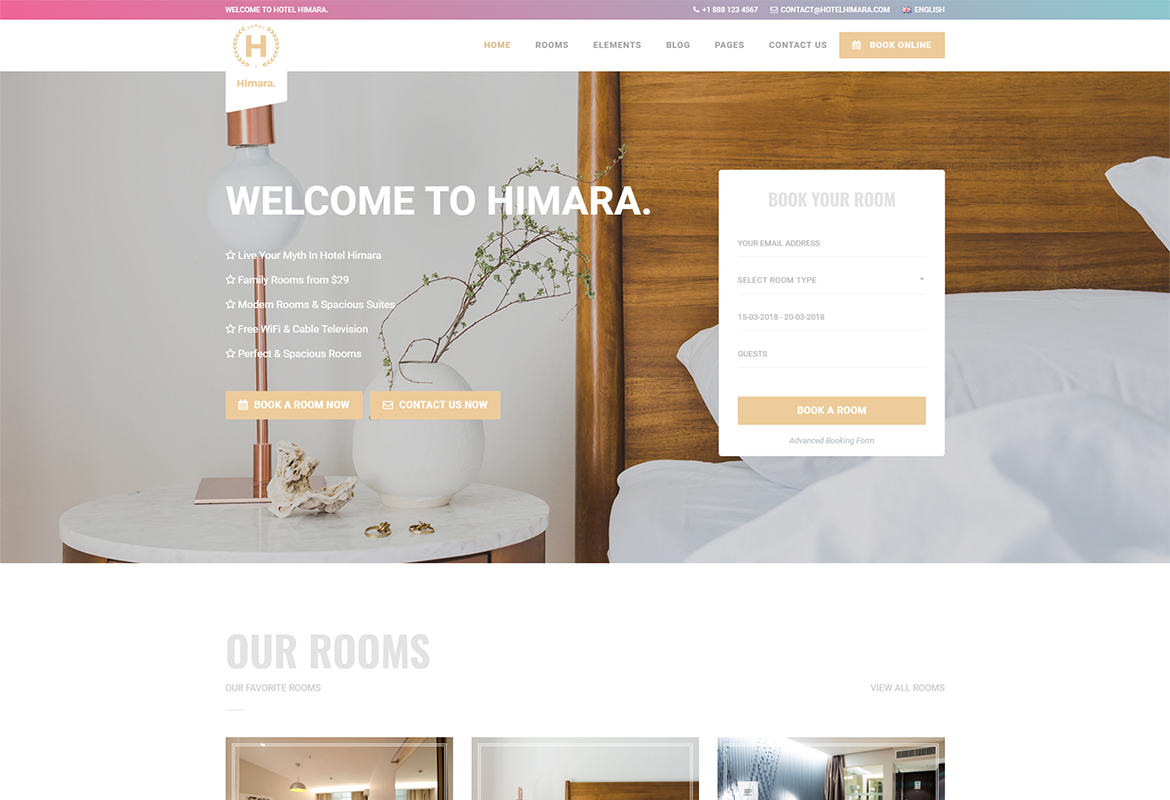 WELCOME TO HOTEL HIMARA.
+1 888 123 4567 CONTACT@HOTELHIMARA.COM ENGLISH
H
Himara.
HOME ROOMS ELEMENTS BLOG PAGES CONTACT US BOOK ONLINE
WELCOME TO HIMARA.
Live Your Myth In Hotel Himara
Family Rooms from $29
Modern Rooms & Spacious Suites
Free WiFi & Cable Television
Perfect & Spacious Rooms
BOOK A ROOM NOW CONTACT US NOW
BOOK YOUR ROOM
YOUR EMAIL ADDRESS
SELECT ROOM TYPE
15-03-2018 - 20-03-2018
GUESTS
BOOK A ROOM
Advanced Booking Form
OUR ROOMS
OUR FAVORITE ROOMS VIEW ALL ROOMS